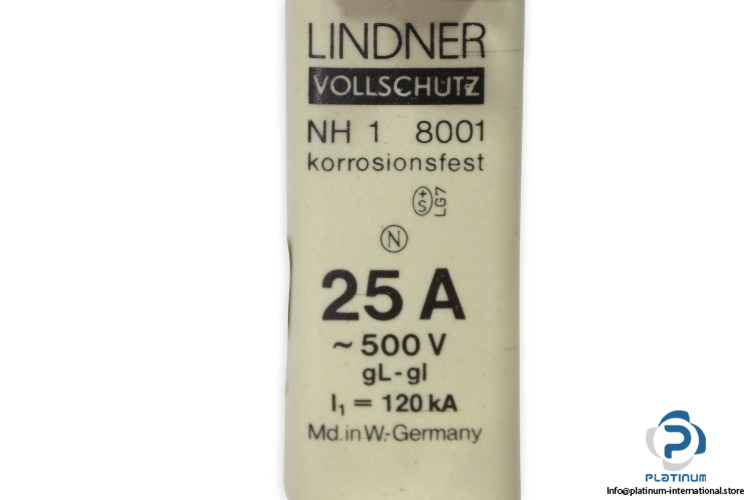 LINDNER
VOLLSCHUTZ
NH 1 8001
korrosionsfest
+S LG7
N
25 A
~ 500 V
gL-gI
I₁ = 120 kA
Md.in W.-Germany
PLATINUM
Info@platinum-international.store